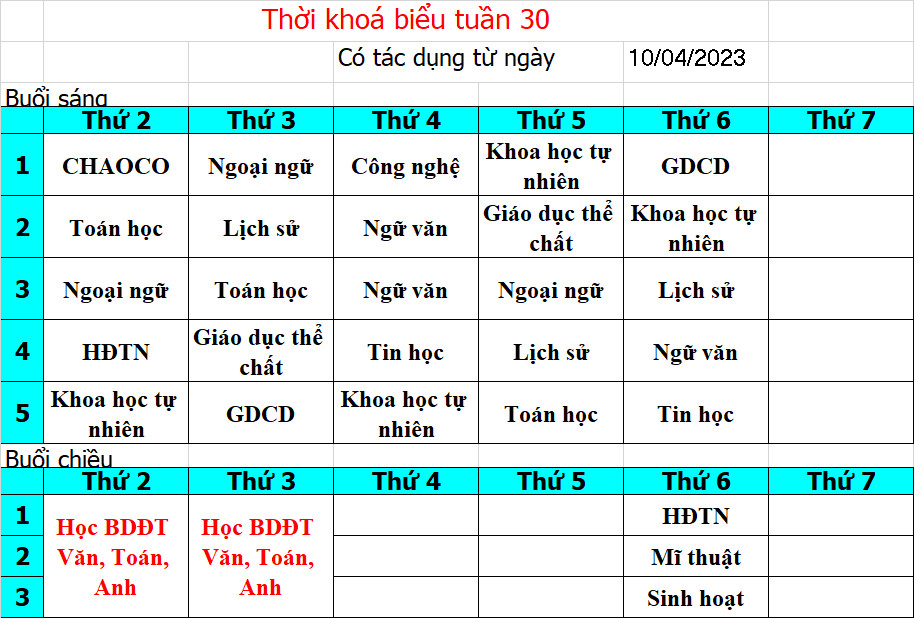 Thời khoá biểu tuần 30
Có tác dụng từ ngày 10/04/2023
Buổi sáng
Thứ 2 Thứ 3 Thứ 4 Thứ 5 Thứ 6 Thứ 7
1 CHAOCO Ngoại ngữ Công nghệ Khoa học tự nhiên GDCD
2 Toán học Lịch sử Ngữ văn Giáo dục thể chất Khoa học tự nhiên
3 Ngoại ngữ Toán học Ngữ văn Ngoại ngữ Lịch sử
4 HĐTN Giáo dục thể chất Tin học Lịch sử Ngữ văn
5 Khoa học tự nhiên GDCD Khoa học tự nhiên Toán học Tin học
Buổi chiều
Thứ 2 Thứ 3 Thứ 4 Thứ 5 Thứ 6 Thứ 7
1 Học BDĐT Học BDĐT HĐTN
2 Văn, Toán, Văn, Toán, Mĩ thuật
3 Anh Anh Sinh hoạt